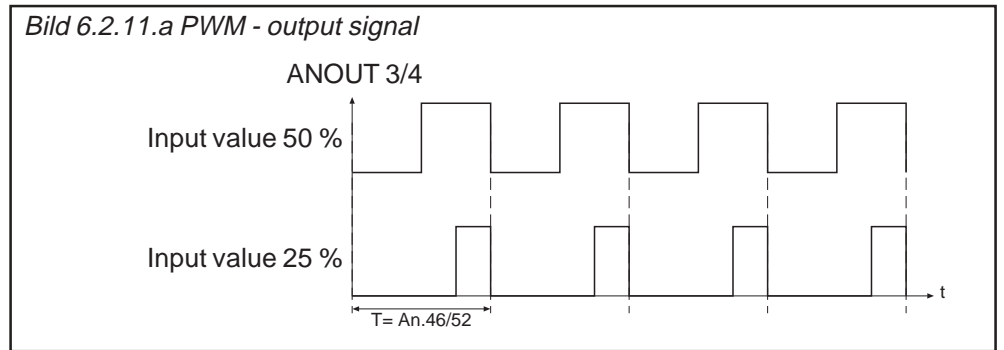 Bild 6.2.11.a PWM - output signal
ANOUT 3/4
Input value 50 %
Input value 25 %
t
T= An.46/52